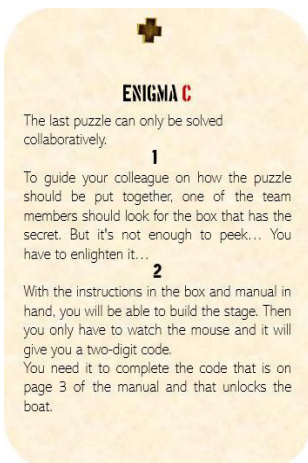 ENIGMA C
The last puzzle can only be solved
collaboratively.
1
To guide your colleague on how the puzzle
should be put together, one of the team
members should look for the box that has the
secret. But it's not enough to peek... You
have to enlighten it...
2
With the instructions in the box and manual in
hand, you will be able to build the stage. Then
you only have to watch the mouse and it will
give you a two-digit code.
You need it to complete the code that is on
page 3 of the manual and that unlocks the
boat.